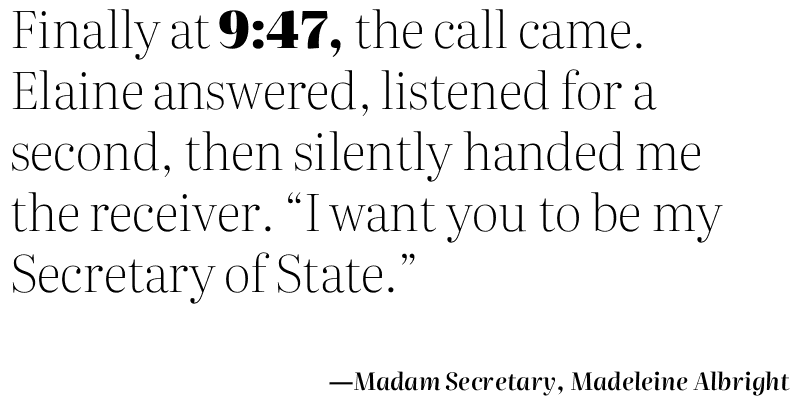 Finally at 9:47, the call came.
Elaine answered, listened for a
second, then silently handed me
the receiver. “I want you to be my
Secretary of State.”
—Madam Secretary, Madeleine Albright